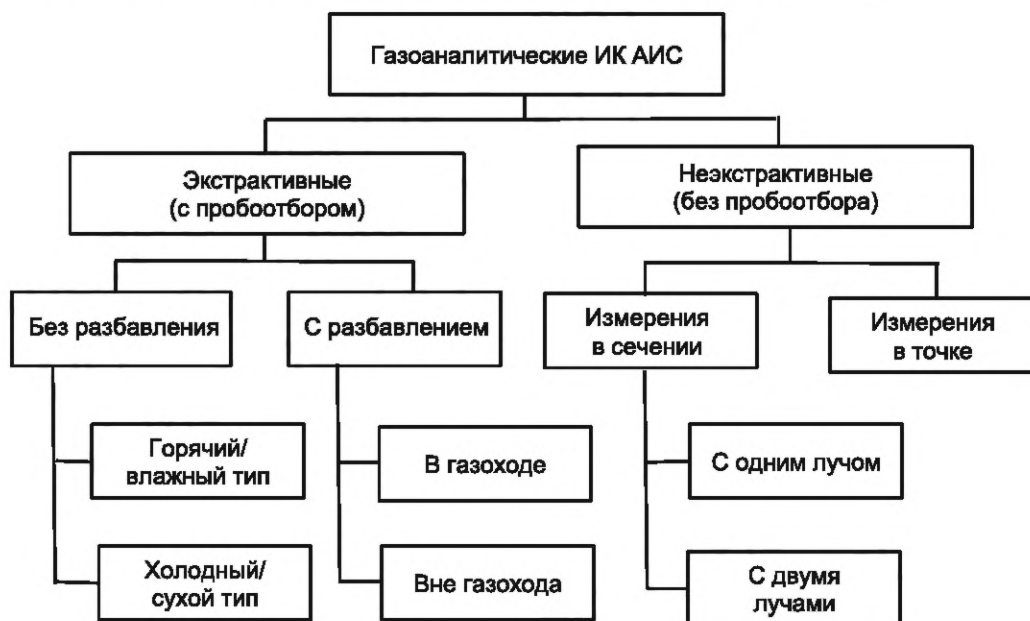 Газоаналитические ИК АИС
Экстрактивные
(с пробоотбором)
Неэкстрактивные
(без пробоотбора)
Без разбавления
С разбавлением
Измерения
в сечении
Измерения
в точке
Горячий/
влажный тип
В газоходе
С одним лучом
Холодный/
сухой тип
Вне газохода
С двумя
лучами